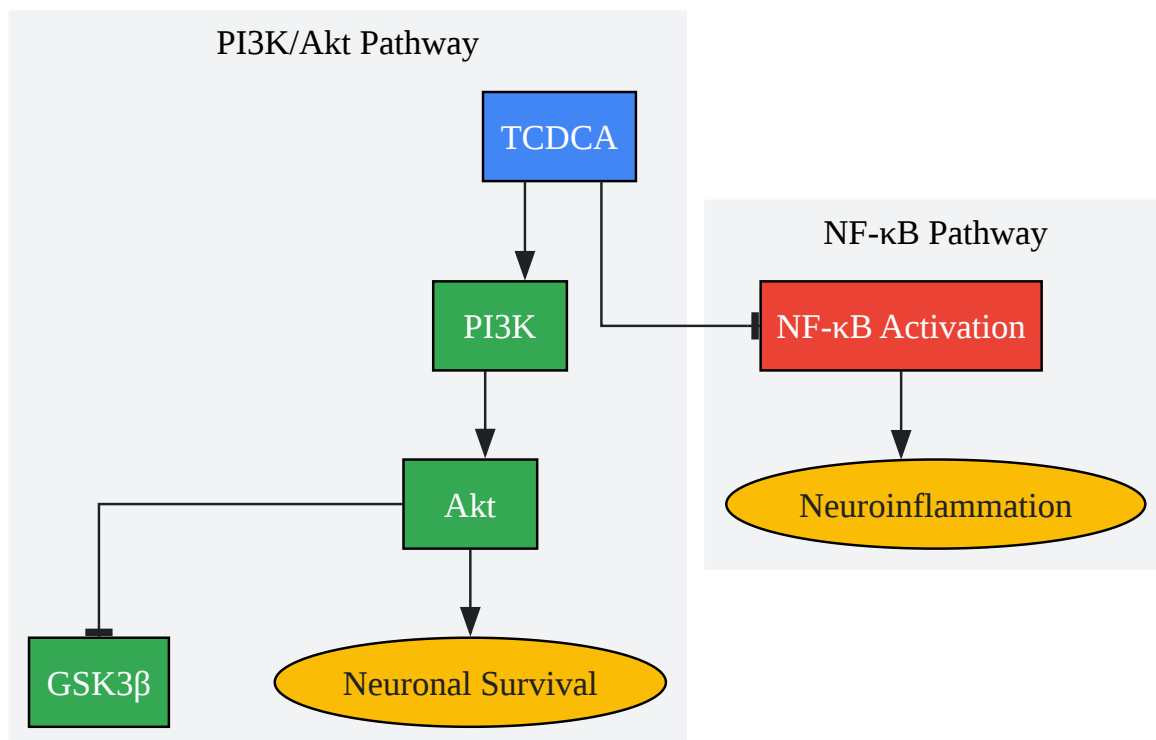 PI3K/Akt Pathway
TCDCA
NF-κB Pathway
PI3K
NF-κB Activation
Akt
Neuroinflammation
GSK3β
Neuronal Survival